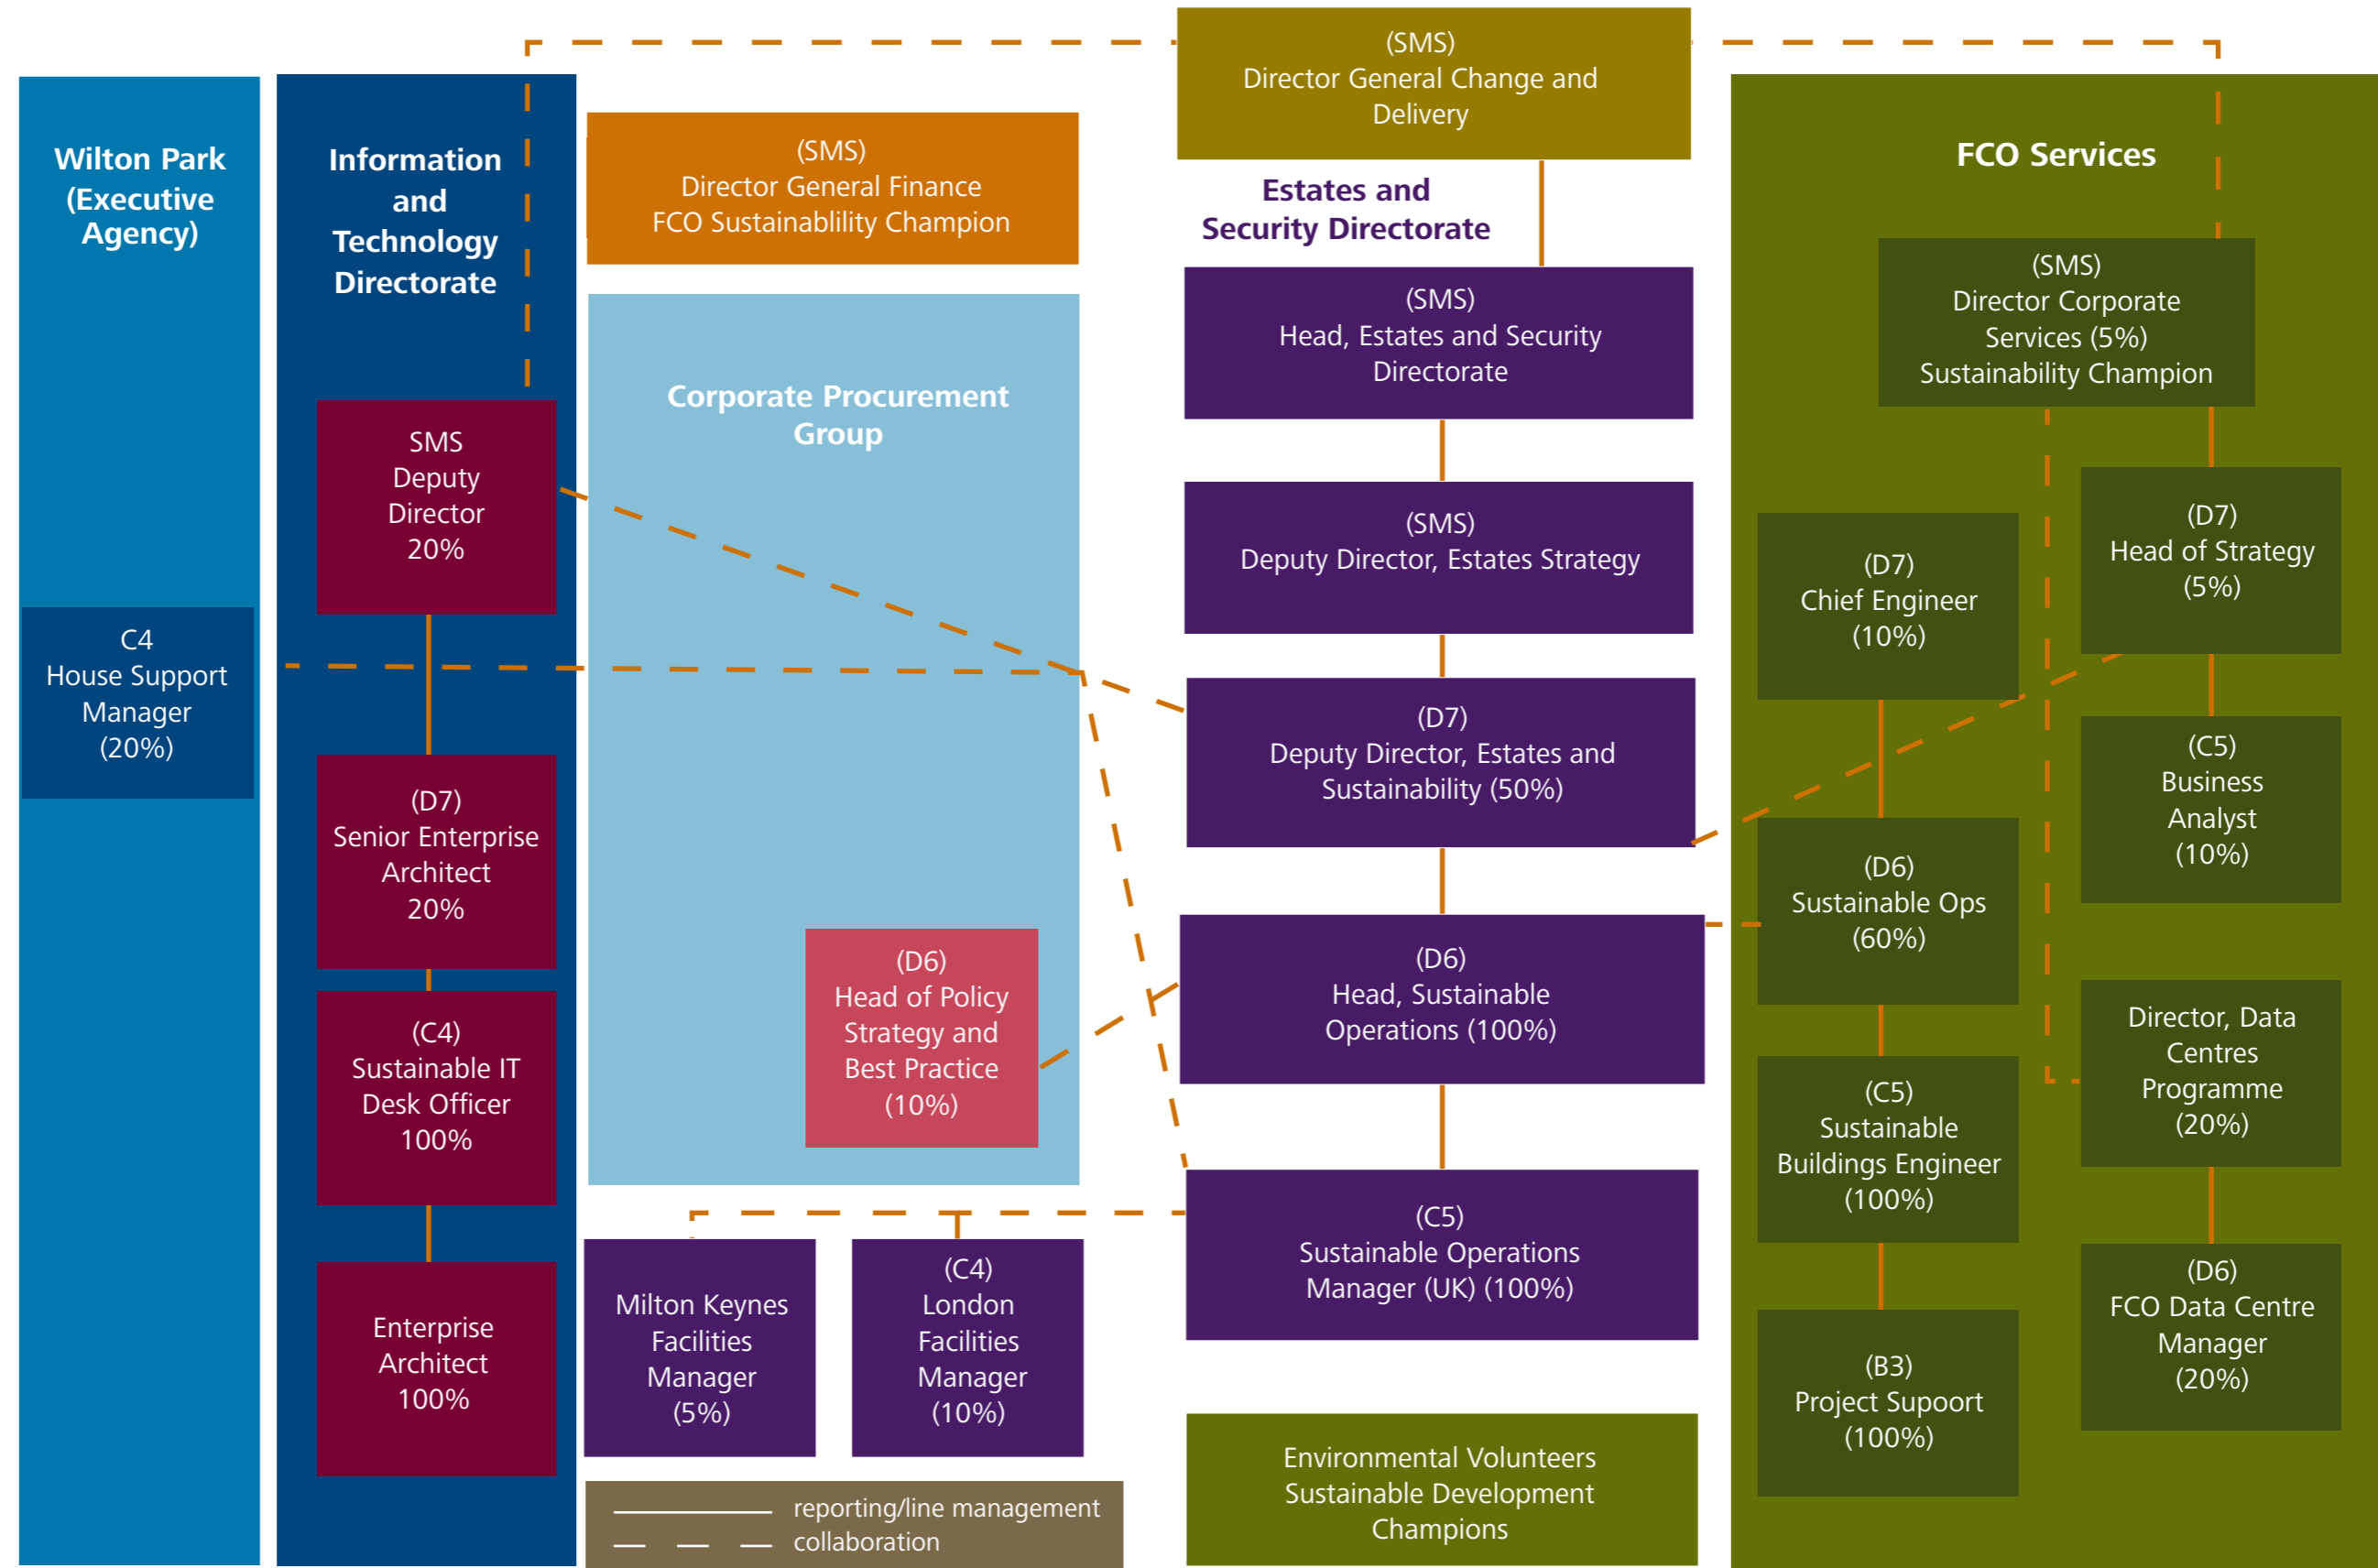 Wilton Park
(Executive
Agency)
C4
House Support
Manager
(20%)
Information
and
Technology
Directorate
SMS
Deputy
Director
20%
(D7)
Senior Enterprise
Architect
20%
(C4)
Sustainable IT
Desk Officer
100%
Enterprise
Architect
100%
(SMS)
Director General Finance
FCO Sustainablility Champion
Corporate Procurement
Group
(D6)
Head of Policy
Strategy and
Best Practice
(10%)
Milton Keynes
Facilities
Manager
(5%)
(C4)
London
Facilities
Manager
(10%)
reporting/line management
collaboration
(SMS)
Director General Change and
Delivery
Estates and
Security Directorate
(SMS)
Head, Estates and Security
Directorate
(SMS)
Deputy Director, Estates Strategy
(D7)
Deputy Director, Estates and
Sustainability (50%)
(D6)
Head, Sustainable
Operations (100%)
(C5)
Sustainable Operations
Manager (UK) (100%)
Environmental Volunteers
Sustainable Development
Champions
FCO Services
(SMS)
Director Corporate
Services (5%)
Sustainability Champion
(D7)
Chief Engineer
(10%)
(D6)
Sustainable Ops
(60%)
(C5)
Sustainable
Buildings Engineer
(100%)
(B3)
Project Supoort
(100%)
(D7)
Head of Strategy
(5%)
(C5)
Business
Analyst
(10%)
Director, Data
Centres
Programme
(20%)
(D6)
FCO Data Centre
Manager
(20%)